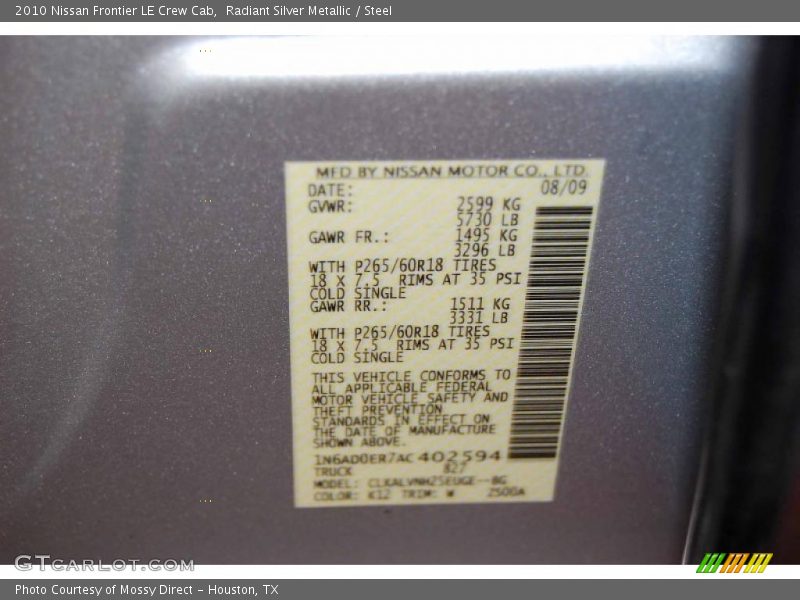 2010 Nissan Frontier LE Crew Cab,  Radiant Silver Metallic / Steel
MFD BY NISSAN MOTOR CO., LTD.
DATE: 08/09
GVWR: 2599 KG
5730 LB
GAWR FR.: 1495 KG
3296 LB
WITH P265/60R18 TIRES
18 X 7.5 RIMS AT 35 PSI
COLD SINGLE
GAWR RR.: 1511 KG
3331 LB
WITH P265/60R18 TIRES
18 X 7.5 RIMS AT 35 PSI
COLD SINGLE
THIS VEHICLE CONFORMS TO
ALL APPLICABLE FEDERAL
MOTOR VEHICLE SAFETY AND
THEFT PREVENTION
STANDARDS IN EFFECT ON
THE DATE OF MANUFACTURE
SHOWN ABOVE.
1N6AD0ER7AC402594
TRUCK 827
MODEL: CLKALVNHZSEUGE--BG
COLOR: K12 TRIM: W 2500A
GTCarLot.com
Photo Courtesy of Mossy Direct - Houston, TX